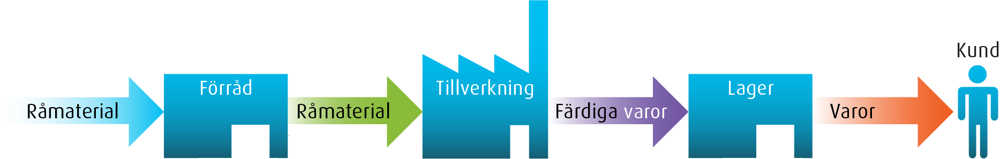 Kund
Råmaterial
Förråd
Råmaterial
Tillverkning
Färdiga varor
Lager
Varor